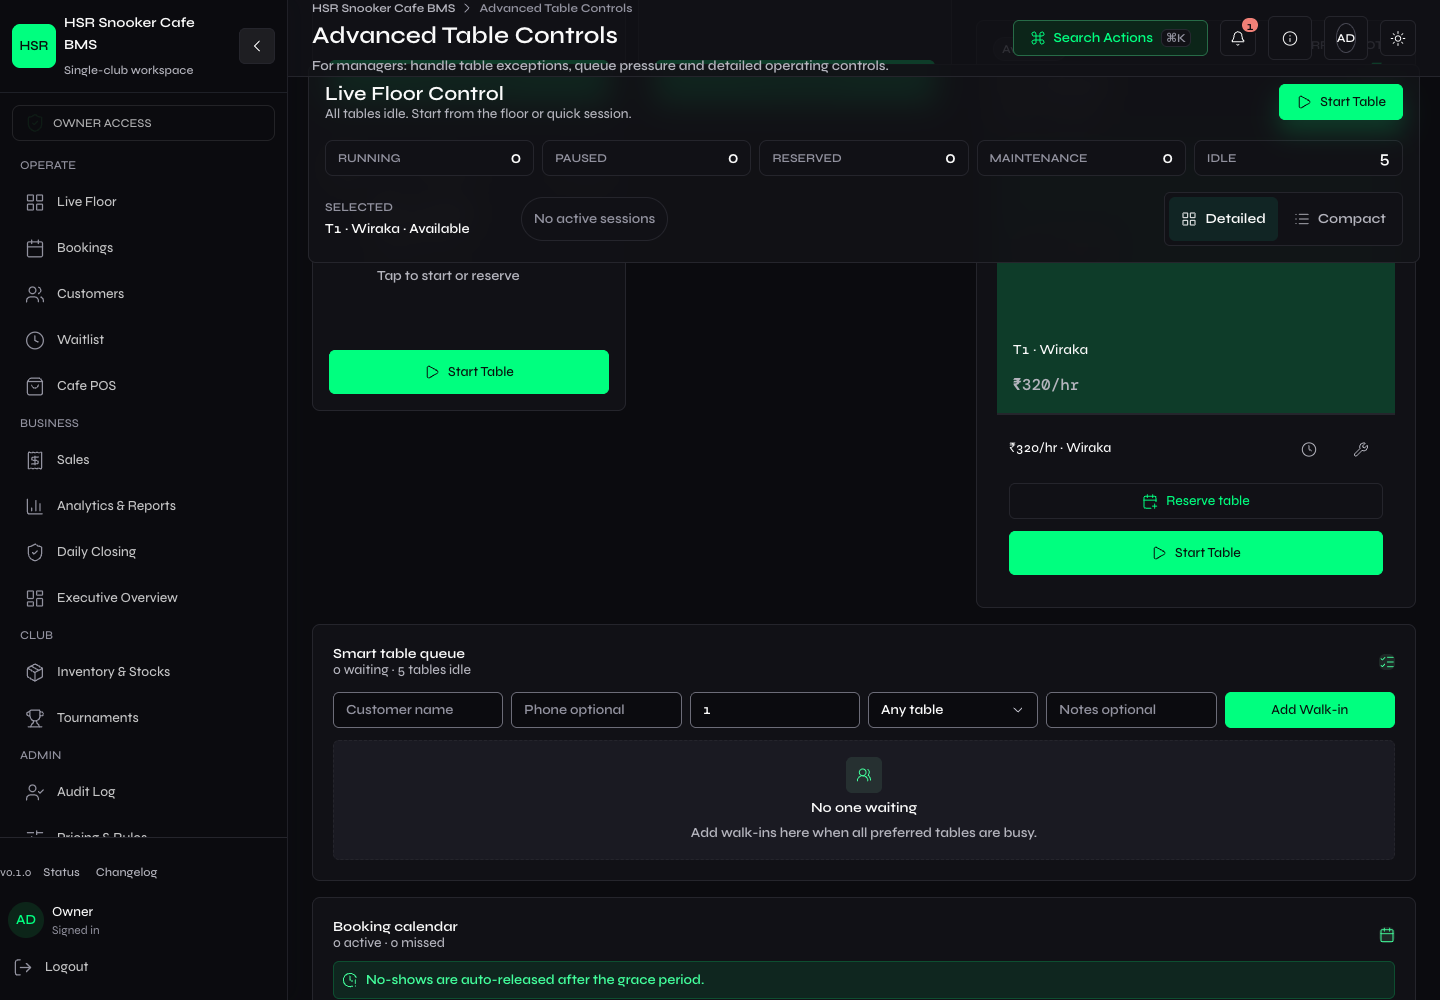 HSR
HSR Snooker Cafe
BMS
Single-club workspace
OWNER ACCESS
OPERATE
Live Floor
Bookings
Customers
Waitlist
Cafe POS
BUSINESS
Sales
Analytics & Reports
Daily Closing
Executive Overview
CLUB
Inventory & Stocks
Tournaments
ADMIN
Audit Log
Pricing & Rules
v0.1.0 Status Changelog
AD
Owner
Signed in
Logout
HSR Snooker Cafe BMS > Advanced Table Controls
Advanced Table Controls
For managers: handle table exceptions, queue pressure and detailed operating controls.
Search Actions ⌘K
1
AD
Live Floor Control
All tables idle. Start from the floor or quick session.
Start Table
RUNNING 0
PAUSED 0
RESERVED 0
MAINTENANCE 0
IDLE 5
SELECTED
T1 · Wiraka · Available
No active sessions
Detailed
Compact
Tap to start or reserve
Start Table
T1 · Wiraka
₹320/hr
₹320/hr · Wiraka
Reserve table
Start Table
Smart table queue
0 waiting · 5 tables idle
Customer name
Phone optional
1
Any table
Notes optional
Add Walk-in
No one waiting
Add walk-ins here when all preferred tables are busy.
Booking calendar
0 active · 0 missed
No-shows are auto-released after the grace period.